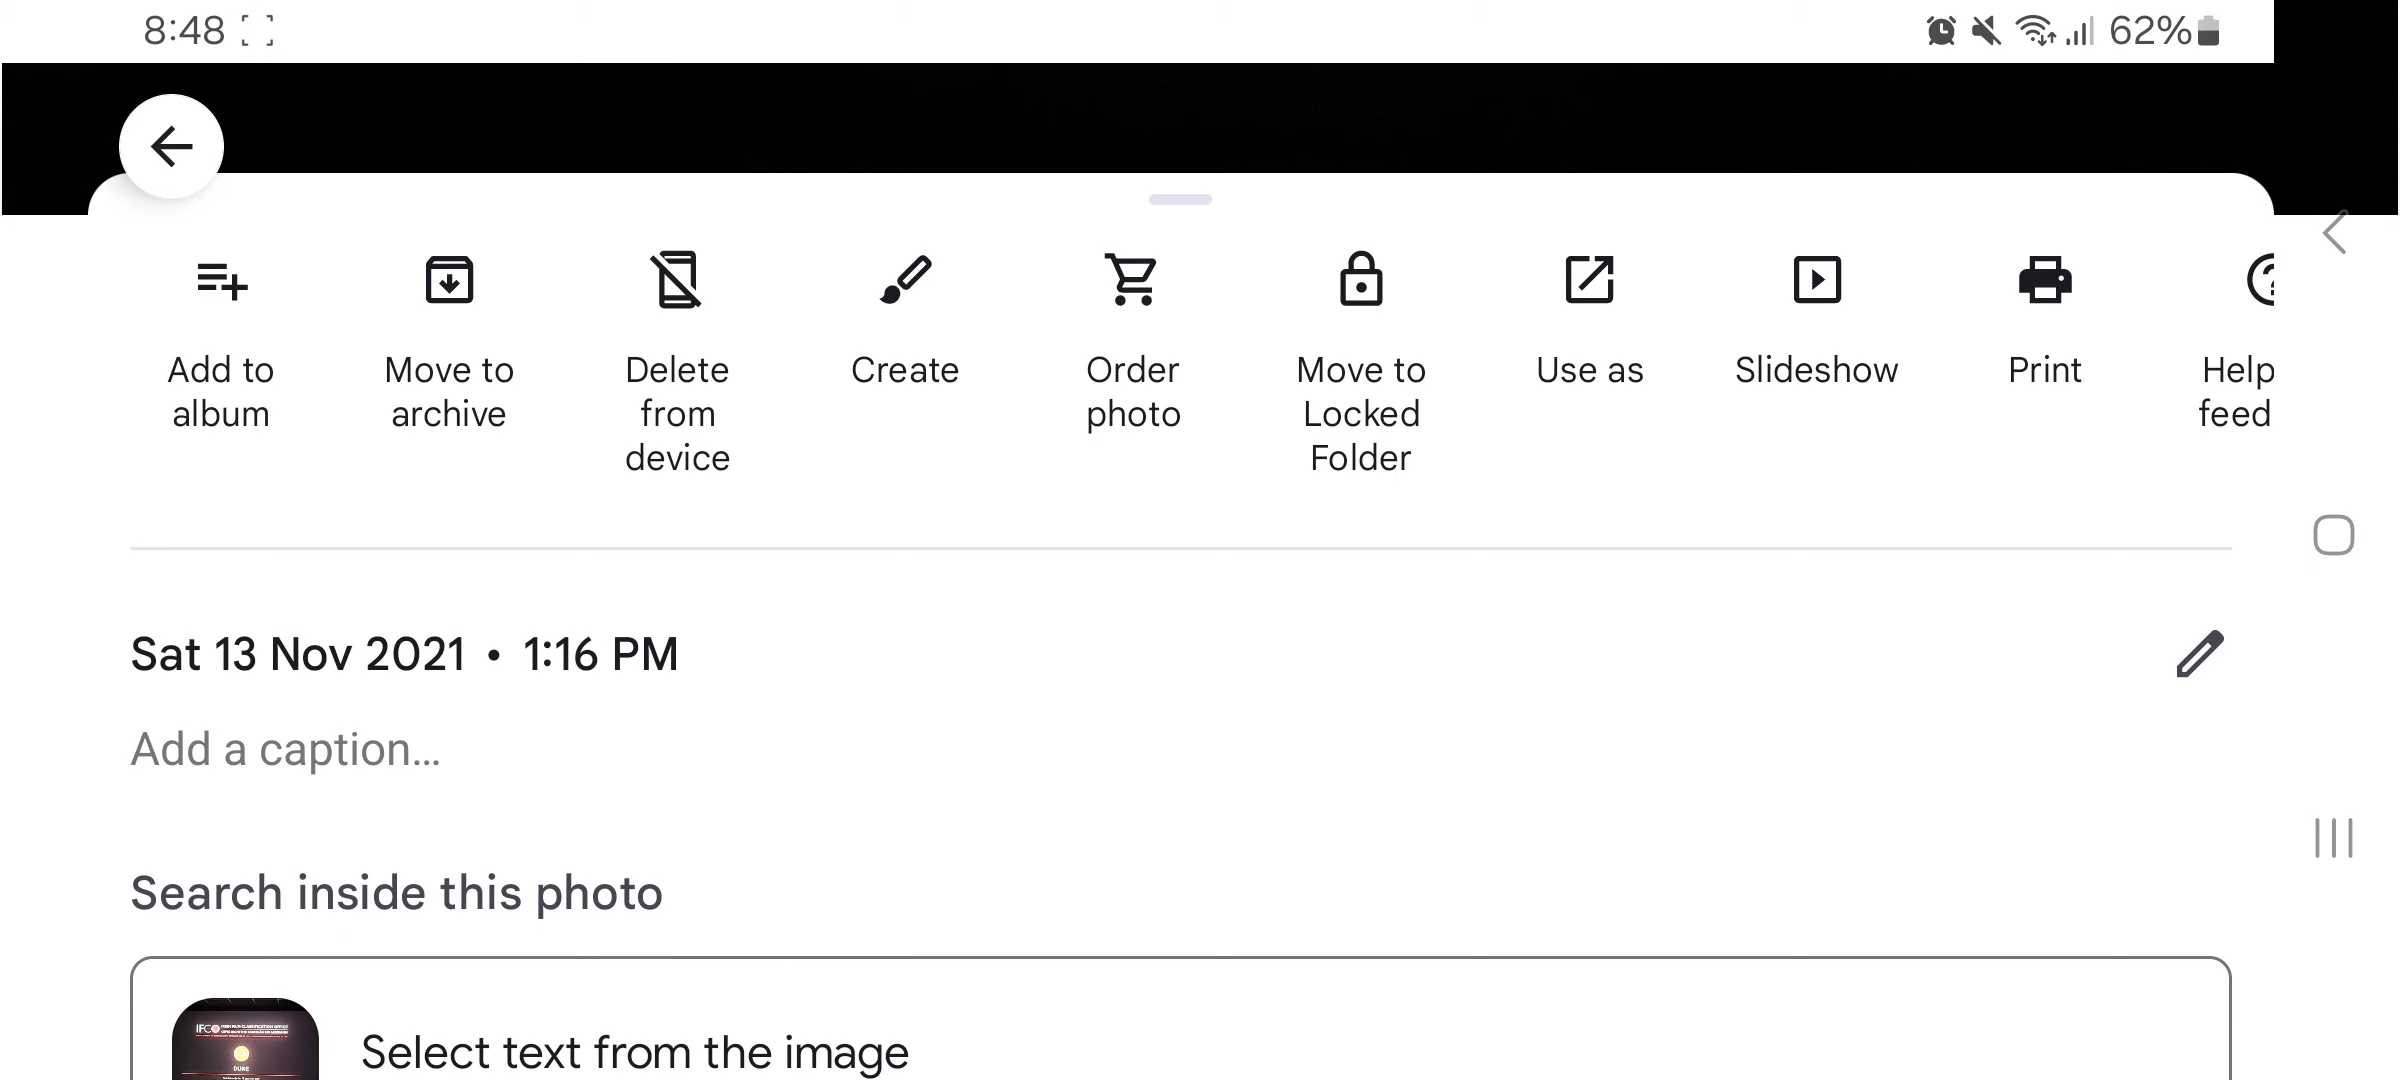 8:48 62%
Add to album
Move to archive
Delete from device
Create
Order photo
Move to Locked Folder
Use as
Slideshow
Print
Help
feed
Sat 13 Nov 2021 • 1:16 PM
Add a caption...
Search inside this photo
IFCO
DUNE
Select text from the image